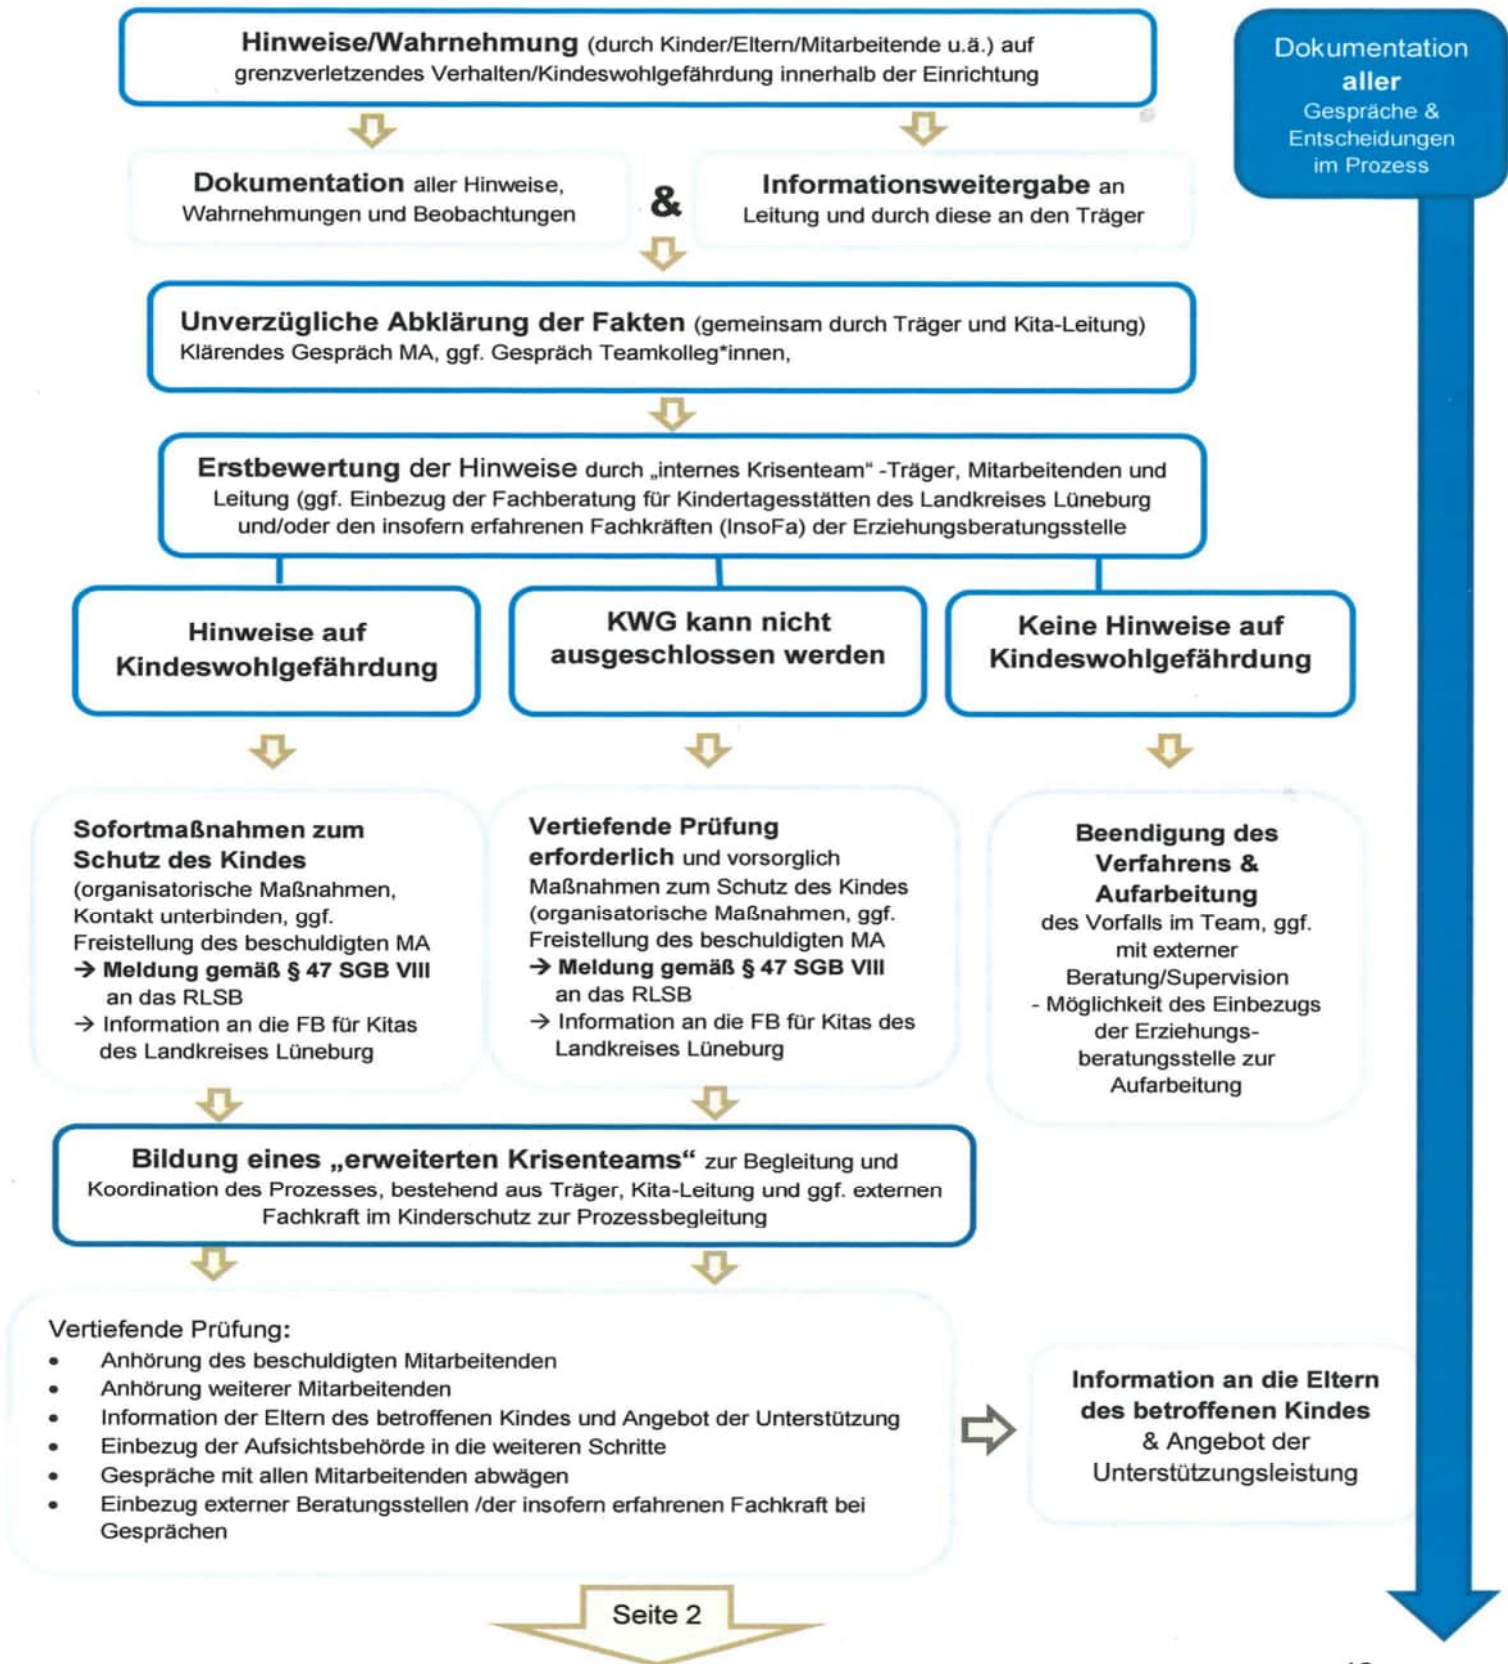 Hinweise/Wahrnehmung (durch Kinder/Eltern/Mitarbeitende u.ä.) auf
grenzverletzendes Verhalten/Kindeswohlgefährdung innerhalb der Einrichtung
Dokumentation
aller
Gespräche &
Entscheidungen
im Prozess
Dokumentation aller Hinweise,
Wahrnehmungen und Beobachtungen
&
Informationsweitergabe an
Leitung und durch diese an den Träger
Unverzügliche Abklärung der Fakten (gemeinsam durch Träger und Kita-Leitung)
Klärendes Gespräch MA, ggf. Gespräch Teamkolleg*innen,
Erstbewertung der Hinweise durch „internes Krisenteam“ -Träger, Mitarbeitenden und
Leitung (ggf. Einbezug der Fachberatung für Kindertagesstätten des Landkreises Lüneburg
und/oder den insofern erfahrenen Fachkräften (InsoFa) der Erziehungsberatungsstelle
Hinweise auf
Kindeswohlgefährdung
KWG kann nicht
ausgeschlossen werden
Keine Hinweise auf
Kindeswohlgefährdung
Sofortmaßnahmen zum
Schutz des Kindes
(organisatorische Maßnahmen,
Kontakt unterbinden, ggf.
Freistellung des beschuldigten MA
→ Meldung gemäß § 47 SGB VIII
an das RLSB
→ Information an die FB für Kitas
des Landkreises Lüneburg
Vertiefende Prüfung
erforderlich und vorsorglich
Maßnahmen zum Schutz des Kindes
(organisatorische Maßnahmen, ggf.
Freistellung des beschuldigten MA
→ Meldung gemäß § 47 SGB VIII
an das RLSB
→ Information an die FB für Kitas des
Landkreises Lüneburg
Beendigung des
Verfahrens &
Aufarbeitung
des Vorfalls im Team, ggf.
mit externer
Beratung/Supervision
- Möglichkeit des Einbezugs
der Erziehungs-
beratungsstelle zur
Aufarbeitung
Bildung eines „erweiterten Krisenteams“ zur Begleitung und
Koordination des Prozesses, bestehend aus Träger, Kita-Leitung und ggf. externen
Fachkraft im Kinderschutz zur Prozessbegleitung
Vertiefende Prüfung:
• Anhörung des beschuldigten Mitarbeitenden
• Anhörung weiterer Mitarbeitenden
• Information der Eltern des betroffenen Kindes und Angebot der Unterstützung
• Einbezug der Aufsichtsbehörde in die weiteren Schritte
• Gespräche mit allen Mitarbeitenden abwägen
• Einbezug externer Beratungsstellen /der insofern erfahrenen Fachkraft bei
Gesprächen
Information an die Eltern
des betroffenen Kindes
& Angebot der
Unterstützungsleistung
Seite 2